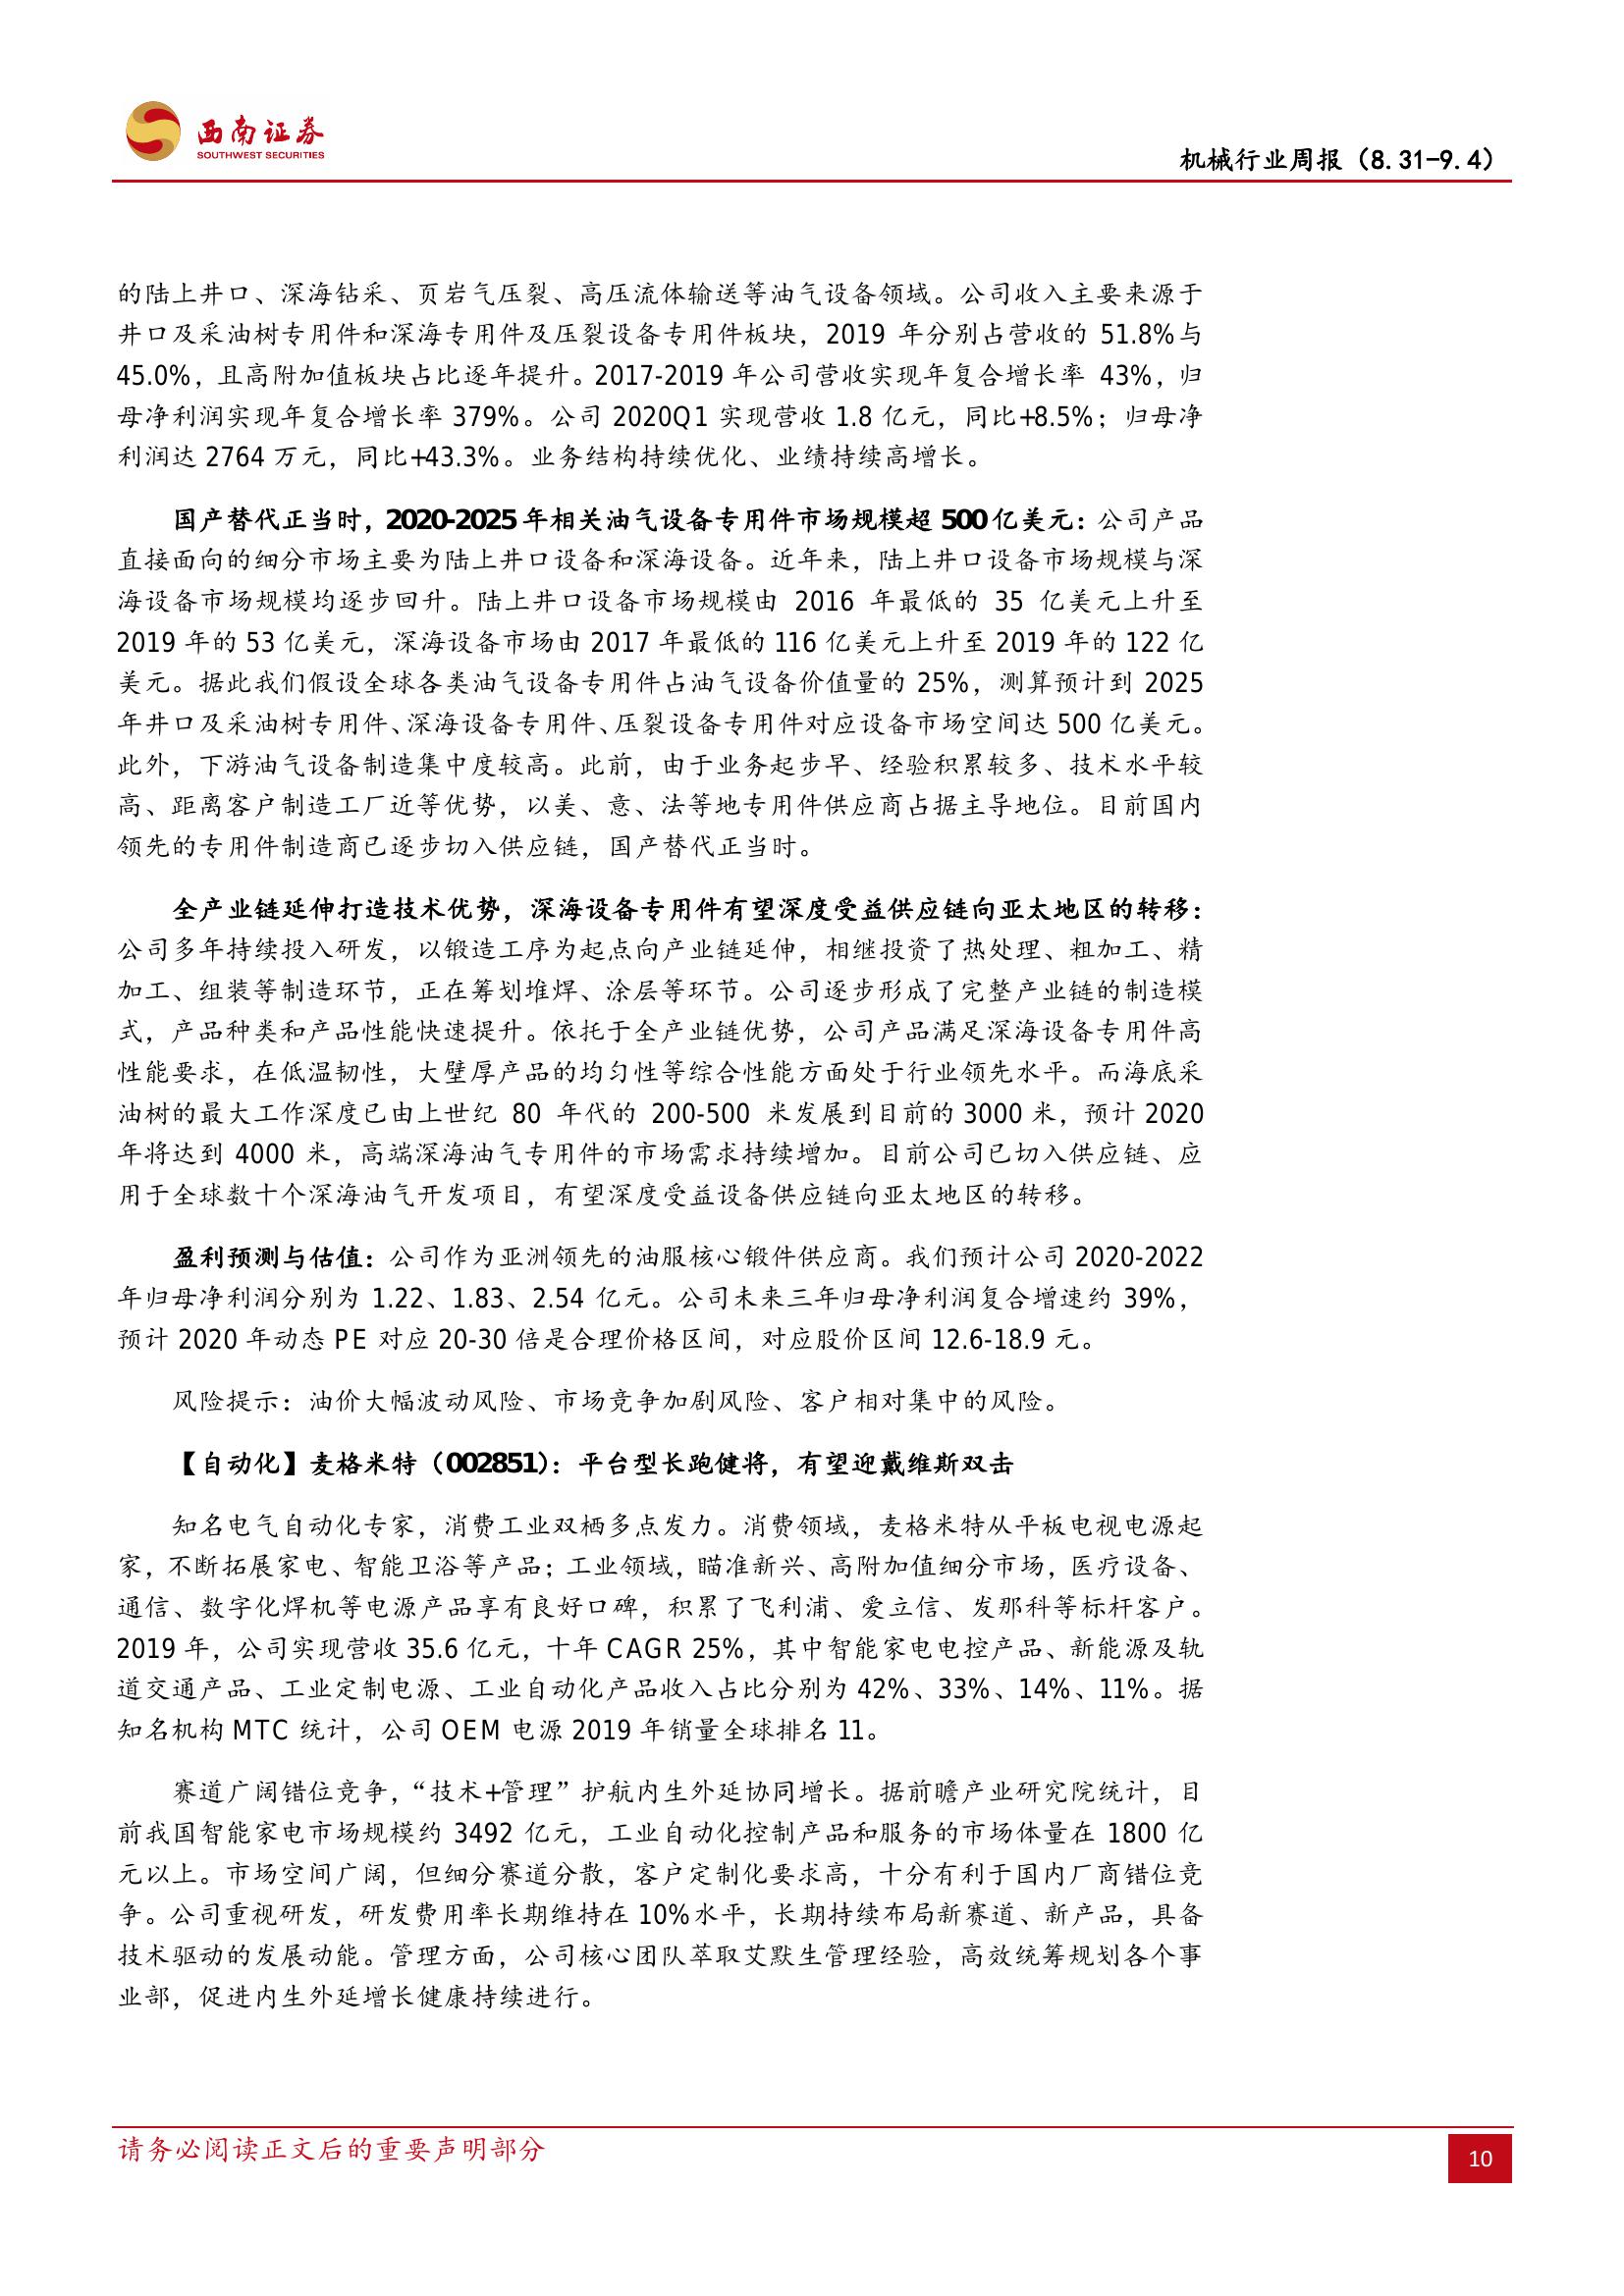 西南证券
SOUTHWEST SECURITIES
机械行业周报（8.31-9.4）
的陆上井口、深海钻采、页岩气压裂、高压流体输送等油气设备领域。公司收入主要来源于
井口及采油树专用件和深海专用件及压裂设备专用件板块，2019 年分别占营收的 51.8%与
45.0%，且高附加值板块占比逐年提升。2017-2019 年公司营收实现年复合增长率 43%，归
母净利润实现年复合增长率 379%。公司 2020Q1 实现营收 1.8 亿元，同比+8.5%；归母净
利润达 2764 万元，同比+43.3%。业务结构持续优化、业绩持续高增长。
国产替代正当时，2020-2025 年相关油气设备专用件市场规模超 500 亿美元：公司产品
直接面向的细分市场主要为陆上井口设备和深海设备。近年来，陆上井口设备市场规模与深
海设备市场规模均逐步回升。陆上井口设备市场规模由 2016 年最低的 35 亿美元上升至
2019 年的 53 亿美元，深海设备市场由 2017 年最低的 116 亿美元上升至 2019 年的 122 亿
美元。据此我们假设全球各类油气设备专用件占油气设备价值量的 25%，测算预计到 2025
年井口及采油树专用件、深海设备专用件、压裂设备专用件对应设备市场空间达 500 亿美元。
此外，下游油气设备制造集中度较高。此前，由于业务起步早、经验积累较多、技术水平较
高、距离客户制造工厂近等优势，以美、意、法等地专用件供应商占据主导地位。目前国内
领先的专用件制造商已逐步切入供应链，国产替代正当时。
全产业链延伸打造技术优势，深海设备专用件有望深度受益供应链向亚太地区的转移：
公司多年持续投入研发，以锻造工序为起点向产业链延伸，相继投资了热处理、粗加工、精
加工、组装等制造环节，正在筹划堆焊、涂层等环节。公司逐步形成了完整产业链的制造模
式，产品种类和产品性能快速提升。依托于全产业链优势，公司产品满足深海设备专用件高
性能要求，在低温韧性，大壁厚产品的均匀性等综合性能方面处于行业领先水平。而海底采
油树的最大工作深度已由上世纪 80 年代的 200-500 米发展到目前的 3000 米，预计 2020
年将达到 4000 米，高端深海油气专用件的市场需求持续增加。目前公司已切入供应链、应
用于全球数十个深海油气开发项目，有望深度受益设备供应链向亚太地区的转移。
盈利预测与估值：公司作为亚洲领先的油服核心锻件供应商。我们预计公司 2020-2022
年归母净利润分别为 1.22、1.83、2.54 亿元。公司未来三年归母净利润复合增速约 39%，
预计 2020 年动态 PE 对应 20-30 倍是合理价格区间，对应股价区间 12.6-18.9 元。
风险提示：油价大幅波动风险、市场竞争加剧风险、客户相对集中的风险。
【自动化】麦格米特（002851）：平台型长跑健将，有望迎戴维斯双击
知名电气自动化专家，消费工业双栖多点发力。消费领域，麦格米特从平板电视电源起
家，不断拓展家电、智能卫浴等产品；工业领域，瞄准新兴、高附加值细分市场，医疗设备、
通信、数字化焊机等电源产品享有良好口碑，积累了飞利浦、爱立信、发那科等标杆客户。
2019 年，公司实现营收 35.6 亿元，十年 CAGR 25%，其中智能家电电控产品、新能源及轨
道交通产品、工业定制电源、工业自动化产品收入占比分别为 42%、33%、14%、11%。据
知名机构 MTC 统计，公司 OEM 电源 2019 年销量全球排名 11。
赛道广阔错位竞争，“技术+管理”护航内生外延协同增长。据前瞻产业研究院统计，目
前我国智能家电市场规模约 3492 亿元，工业自动化控制产品和服务的市场体量在 1800 亿
元以上。市场空间广阔，但细分赛道分散，客户定制化要求高，十分有利于国内厂商错位竞
争。公司重视研发，研发费用率长期维持在 10%水平，长期持续布局新赛道、新产品，具备
技术驱动的发展动能。管理方面，公司核心团队萃取艾默生管理经验，高效统筹规划各个事
业部，促进内生外延增长健康持续进行。
请务必阅读正文后的重要声明部分
10